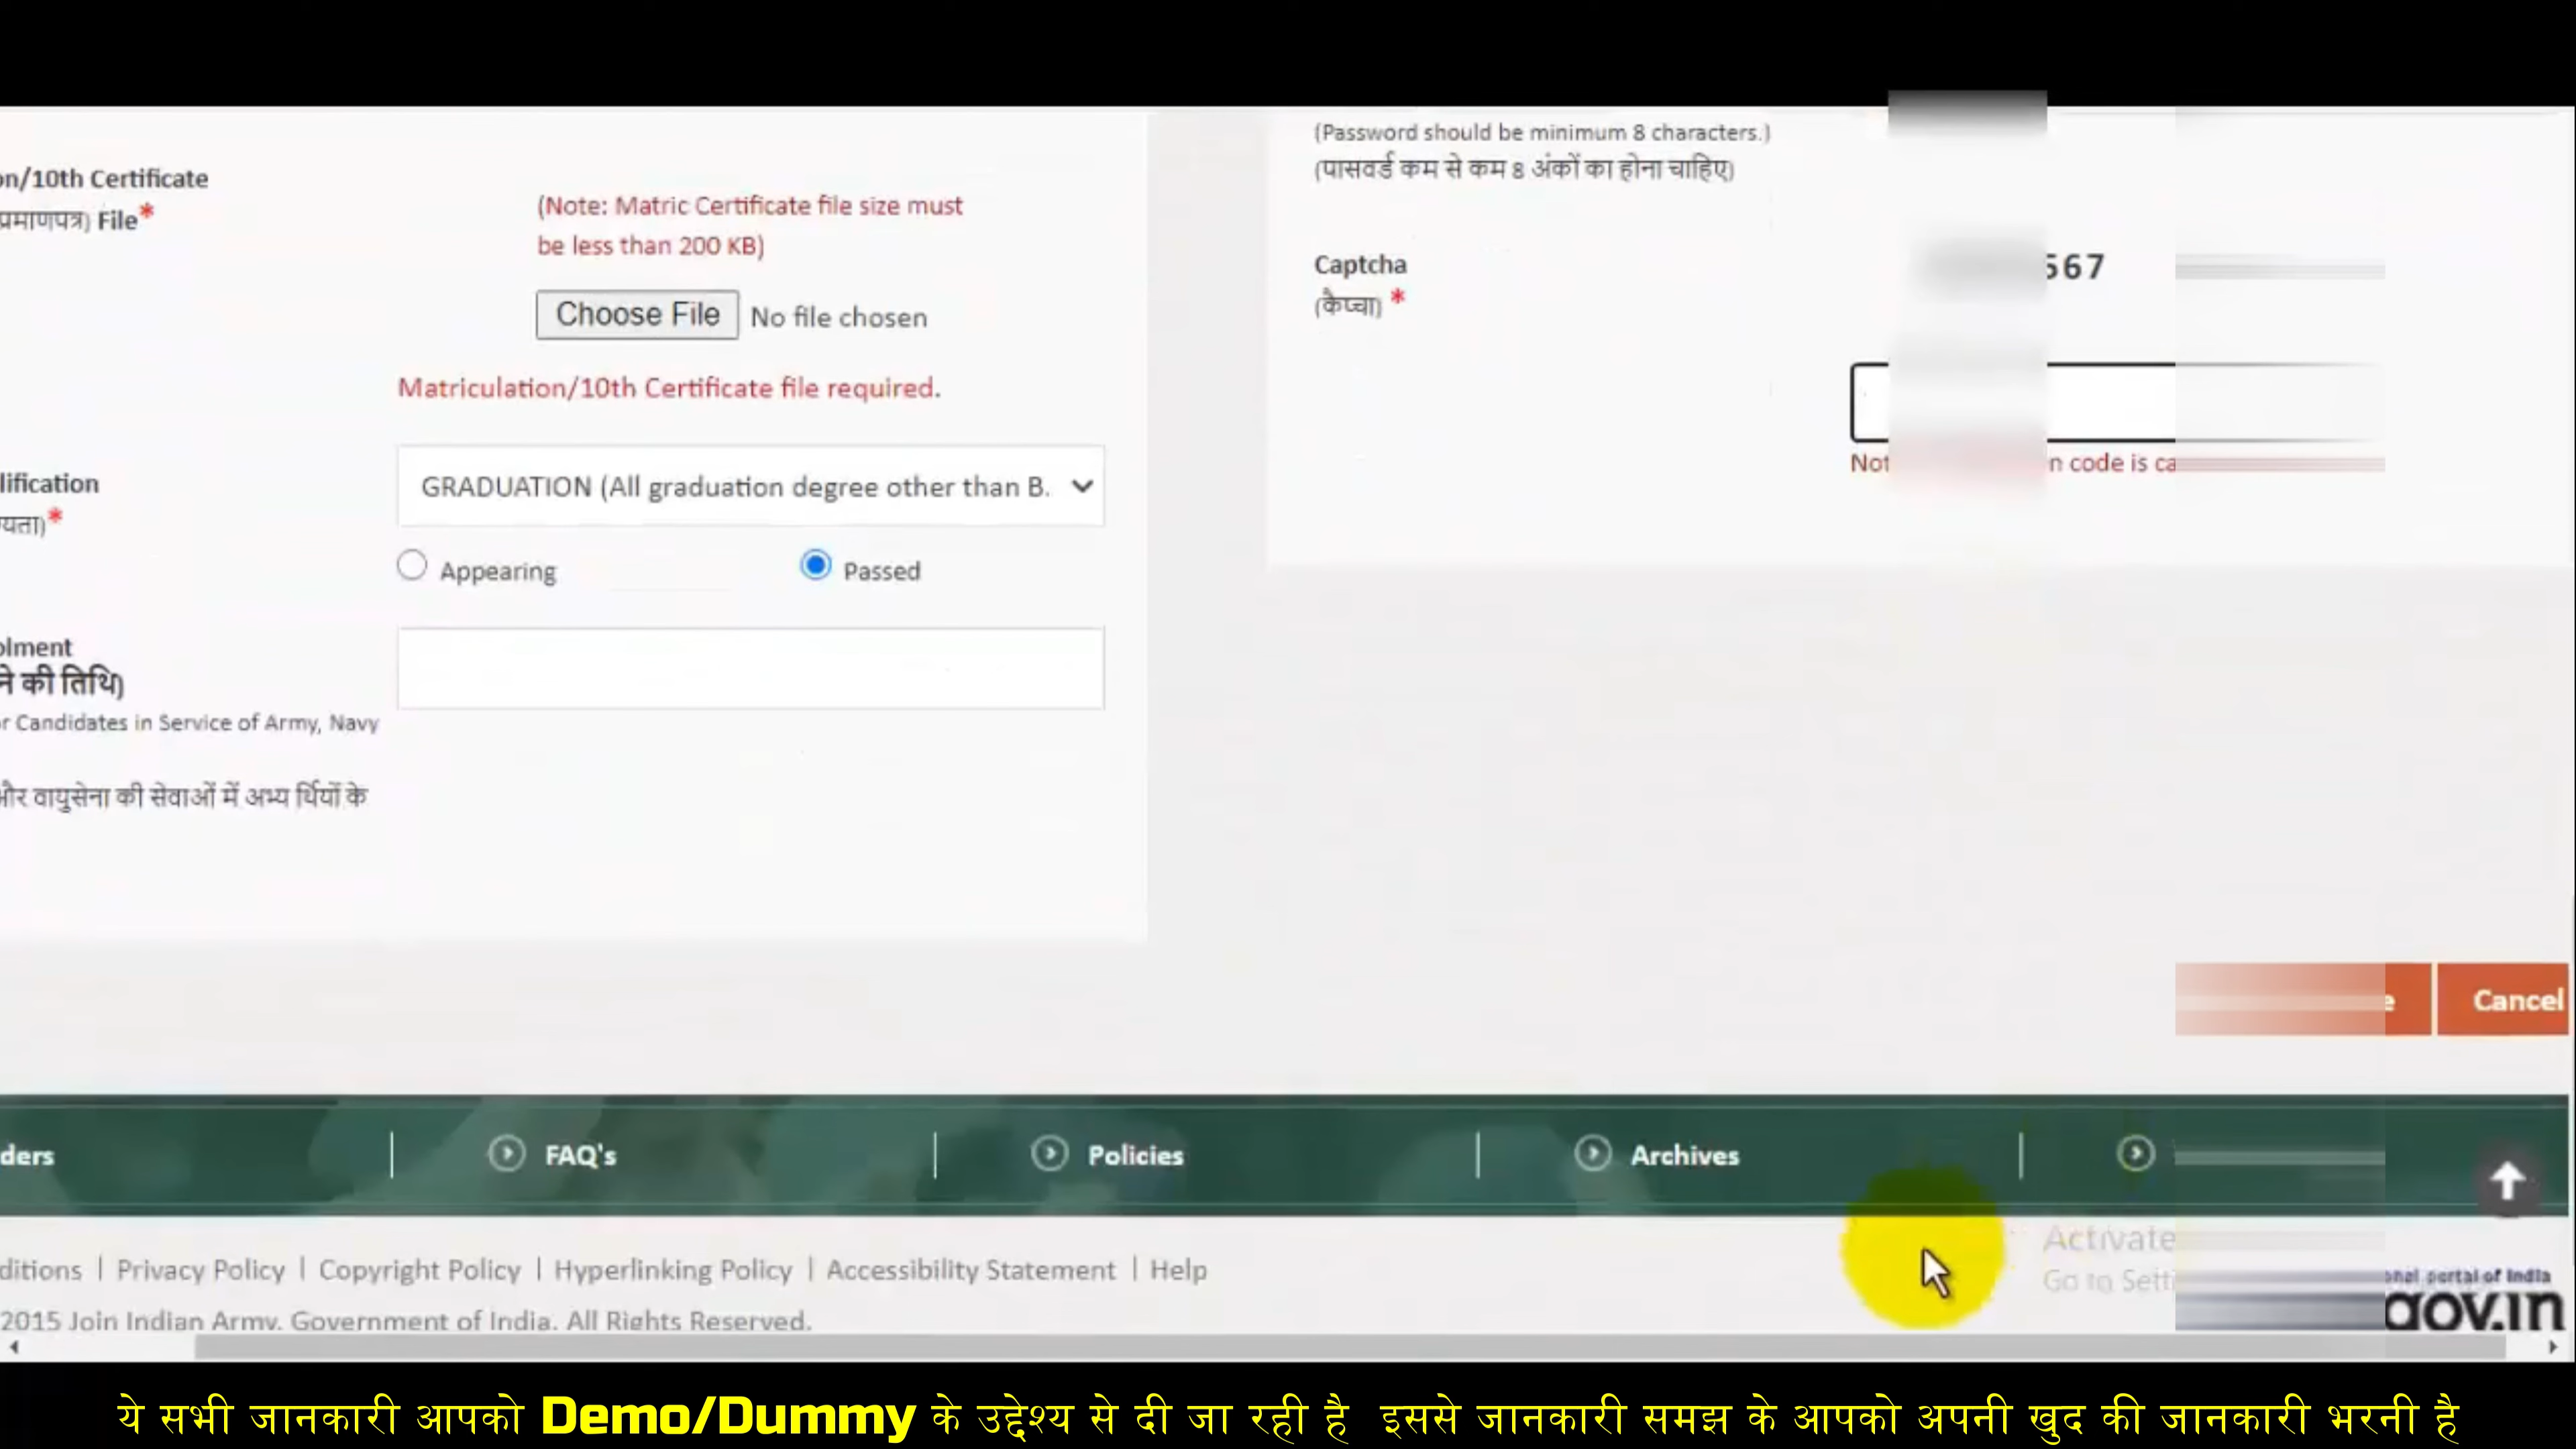 (Password should be minimum 8 characters.)
(पासवर्ड कम से कम 8 अंकों का होना चाहिए)
on/10th Certificate
प्रमाणपत्र) File*
(Note: Matric Certificate file size must
be less than 200 KB)
Choose File No file chosen
Matriculation/10th Certificate file required.
Captcha
(कैप्चा) *
567
Not n code is ca
lification
यता)*
GRADUATION (All graduation degree other than B.
Appearing Passed
olment
ने की तिथि)
or Candidates in Service of Army, Navy
और वायुसेना की सेवाओं में अभ्य र्थियों के
e Cancel
ders FAQ's Policies Archives
Activate
Go to Setti
ditions | Privacy Policy | Copyright Policy | Hyperlinking Policy | Accessibility Statement | Help
2015 Join Indian Army. Government of India. All Rights Reserved.
onal portal of India
gov.in
ये सभी जानकारी आपको Demo/Dummy के उद्देश्य से दी जा रही है इससे जानकारी समझ के आपको अपनी खुद की जानकारी भरनी है